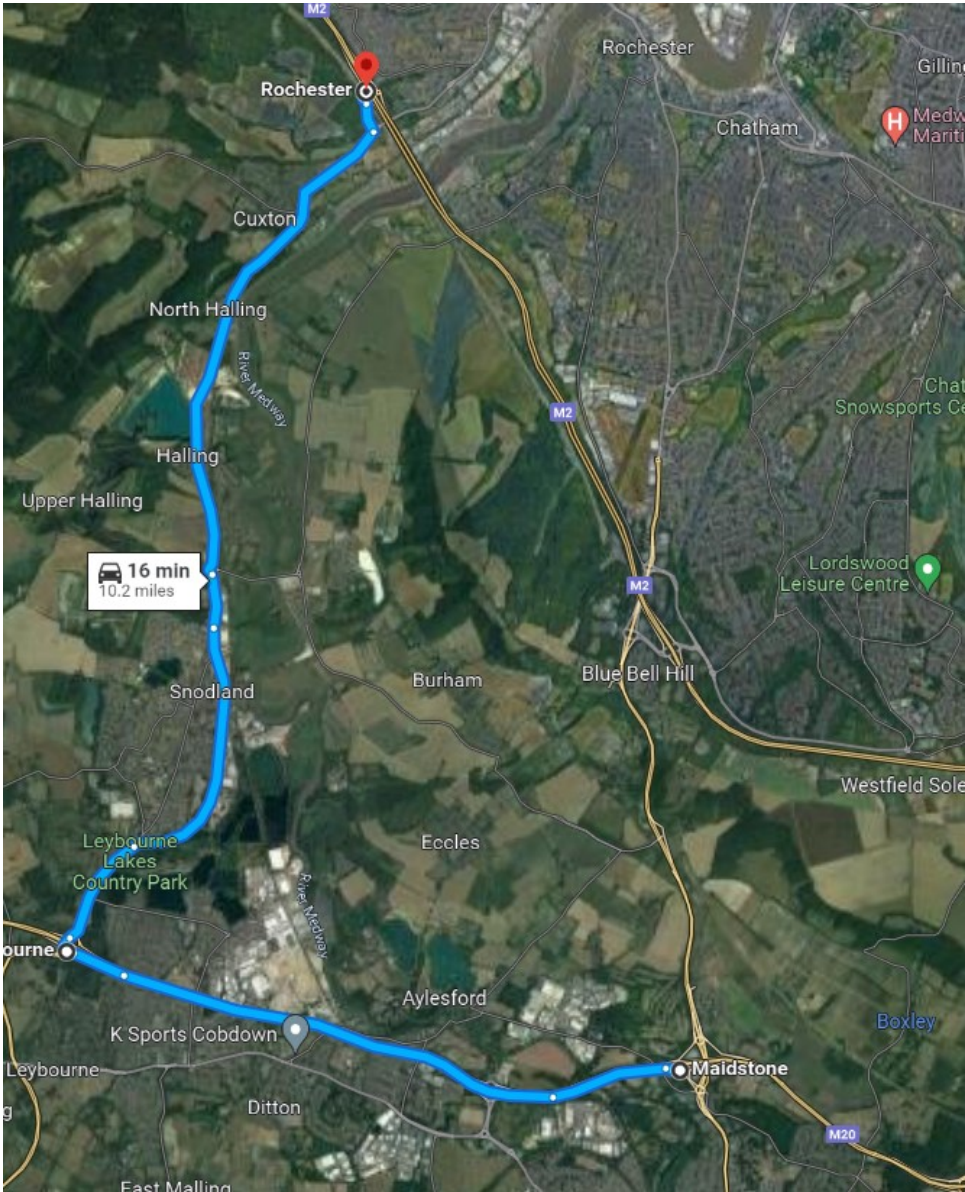 M2
Rochester
Gilling
Rochester
H
Medw
Mariti
Chatham
Cuxton
North Halling
River Medway
Chat
Snowsports Ce
M2
Halling
Upper Halling
16 min
10.2 miles
Lordswood
Leisure Centre
M2
Blue Bell Hill
Burham
Snodland
Westfield Sole
Leybourne
Lakes
Country Park
Eccles
River Medway
ourne
Aylesford
Boxley
K Sports Cobdown
Leybourne
Maidstone
Ditton
g
M20
East Malling